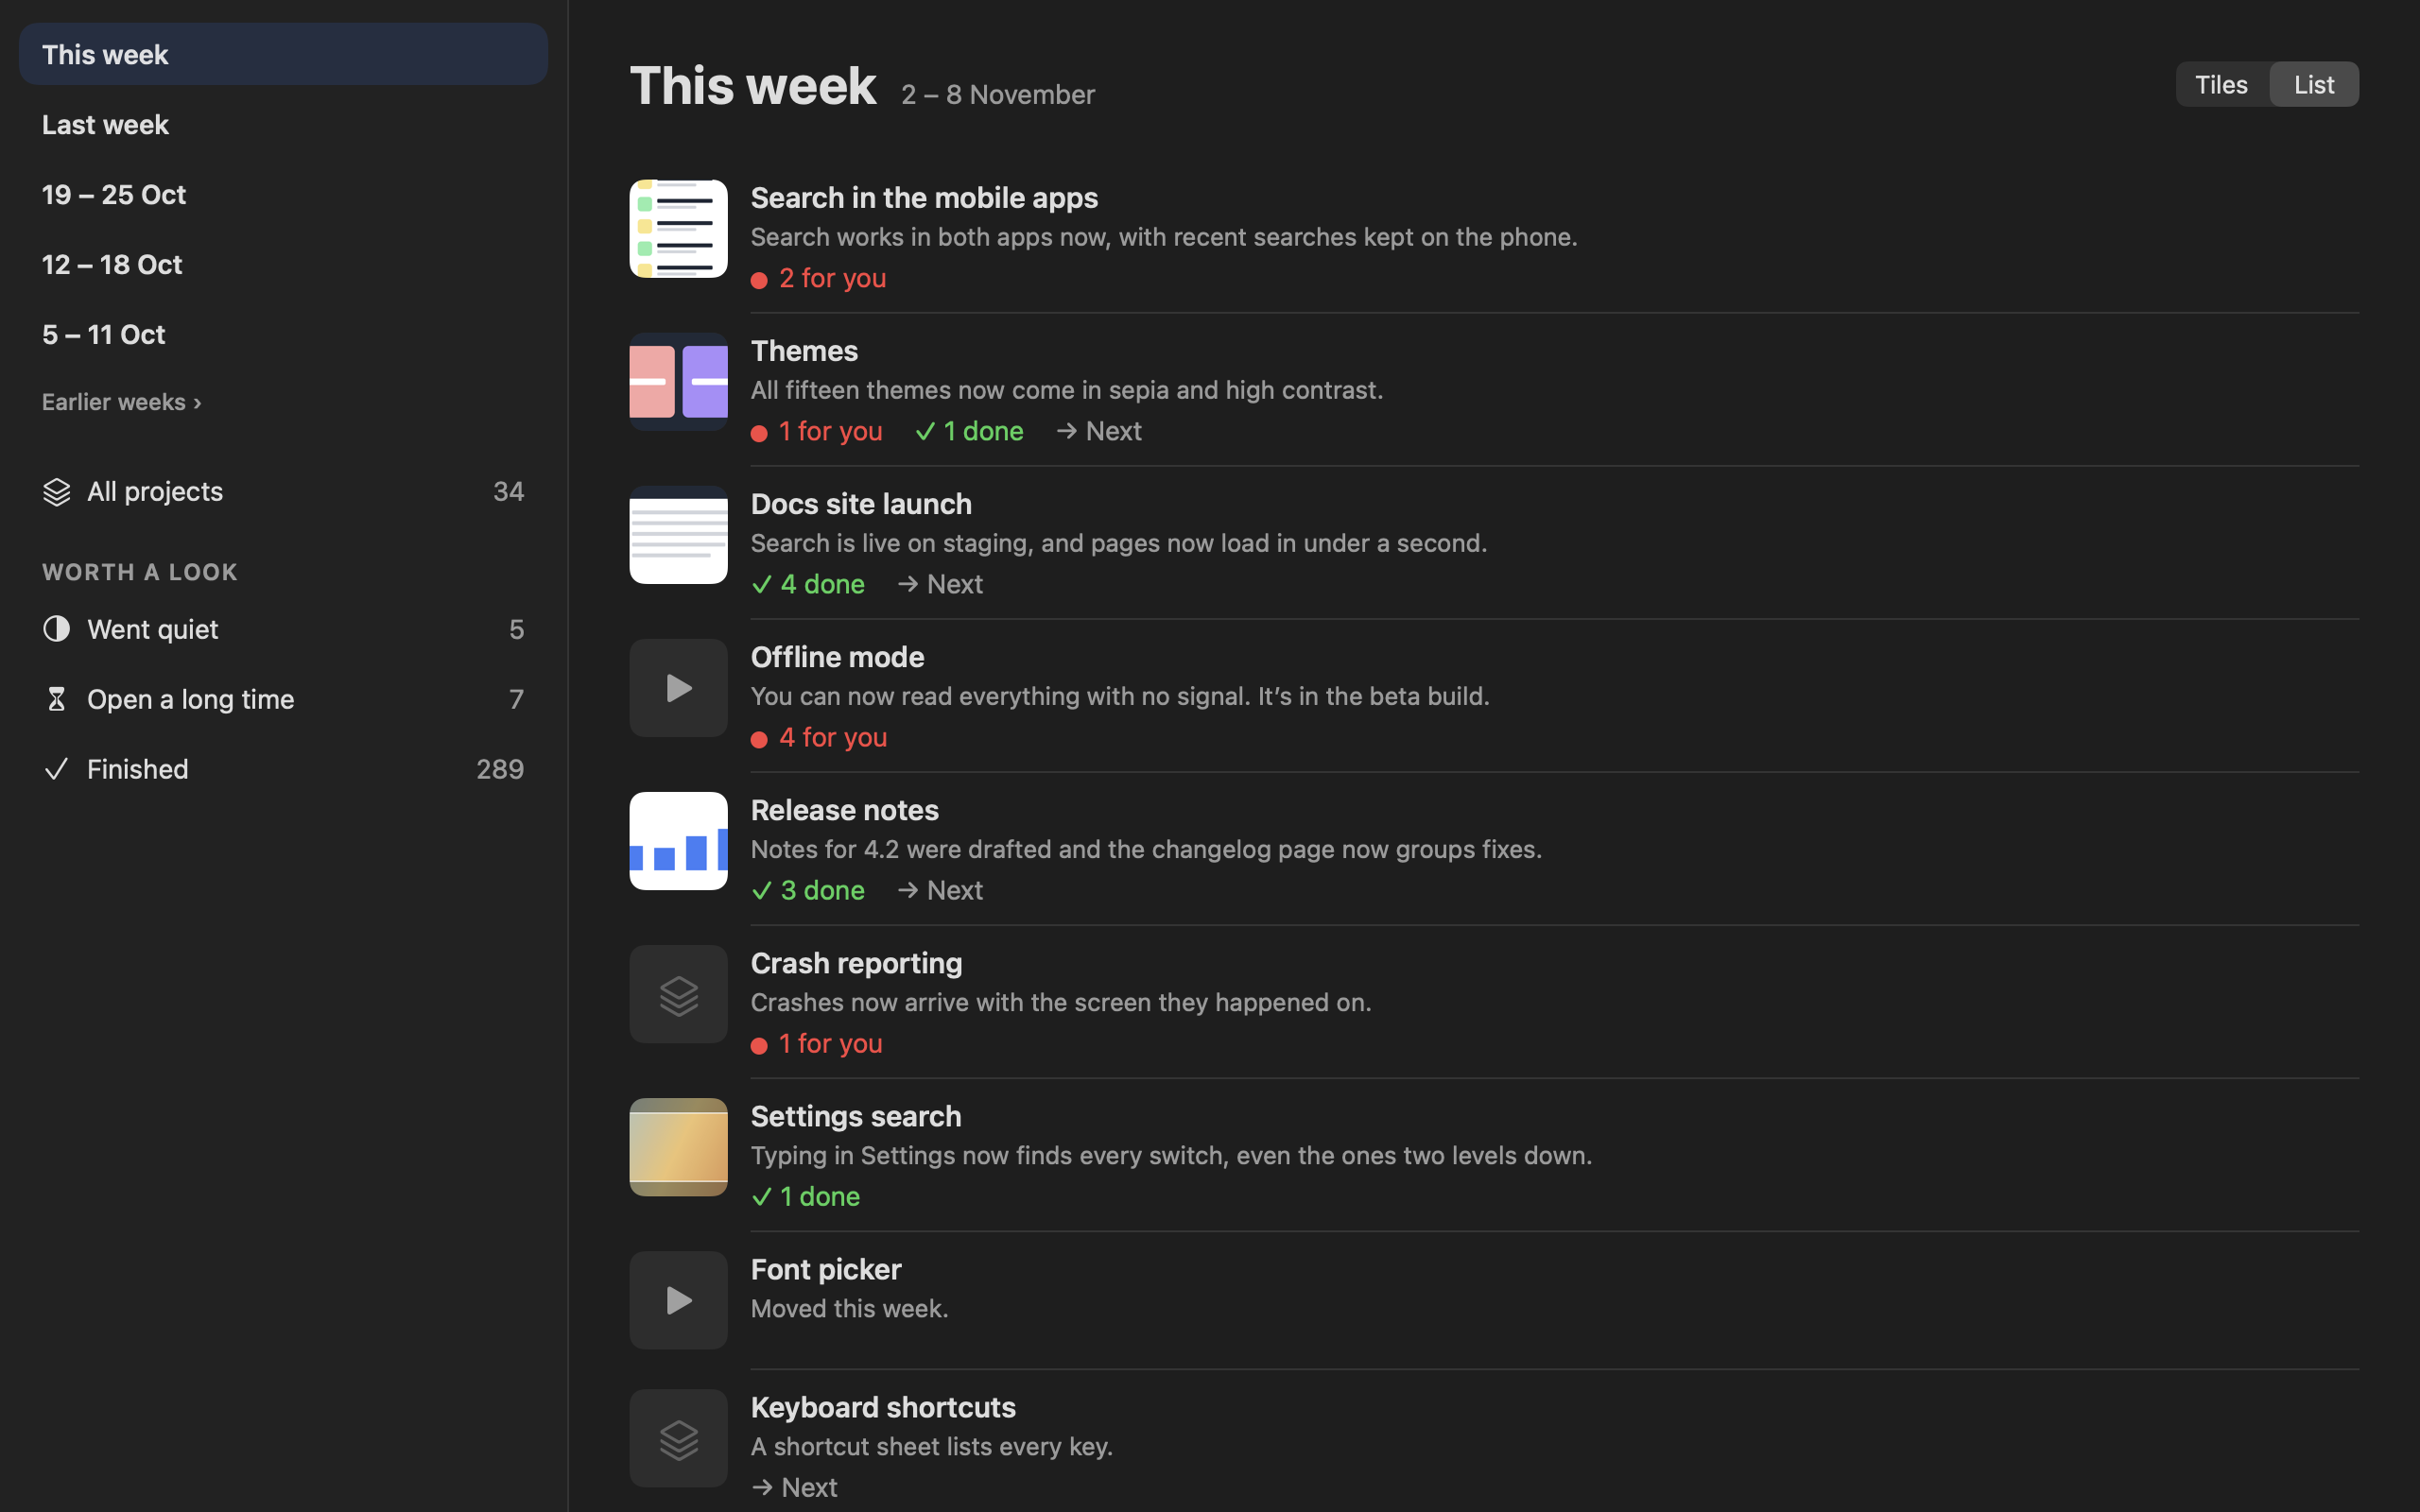 This week
Last week
19 – 25 Oct
12 – 18 Oct
5 – 11 Oct
Earlier weeks ›
All projects 34
WORTH A LOOK
Went quiet 5
Open a long time 7
Finished 289
This week 2 – 8 November
Tiles List
Search in the mobile apps
Search works in both apps now, with recent searches kept on the phone.
2 for you
Themes
All fifteen themes now come in sepia and high contrast.
1 for you ✓ 1 done → Next
Docs site launch
Search is live on staging, and pages now load in under a second.
✓ 4 done → Next
Offline mode
You can now read everything with no signal. It’s in the beta build.
4 for you
Release notes
Notes for 4.2 were drafted and the changelog page now groups fixes.
✓ 3 done → Next
Crash reporting
Crashes now arrive with the screen they happened on.
1 for you
Settings search
Typing in Settings now finds every switch, even the ones two levels down.
✓ 1 done
Font picker
Moved this week.
Keyboard shortcuts
A shortcut sheet lists every key.
→ Next